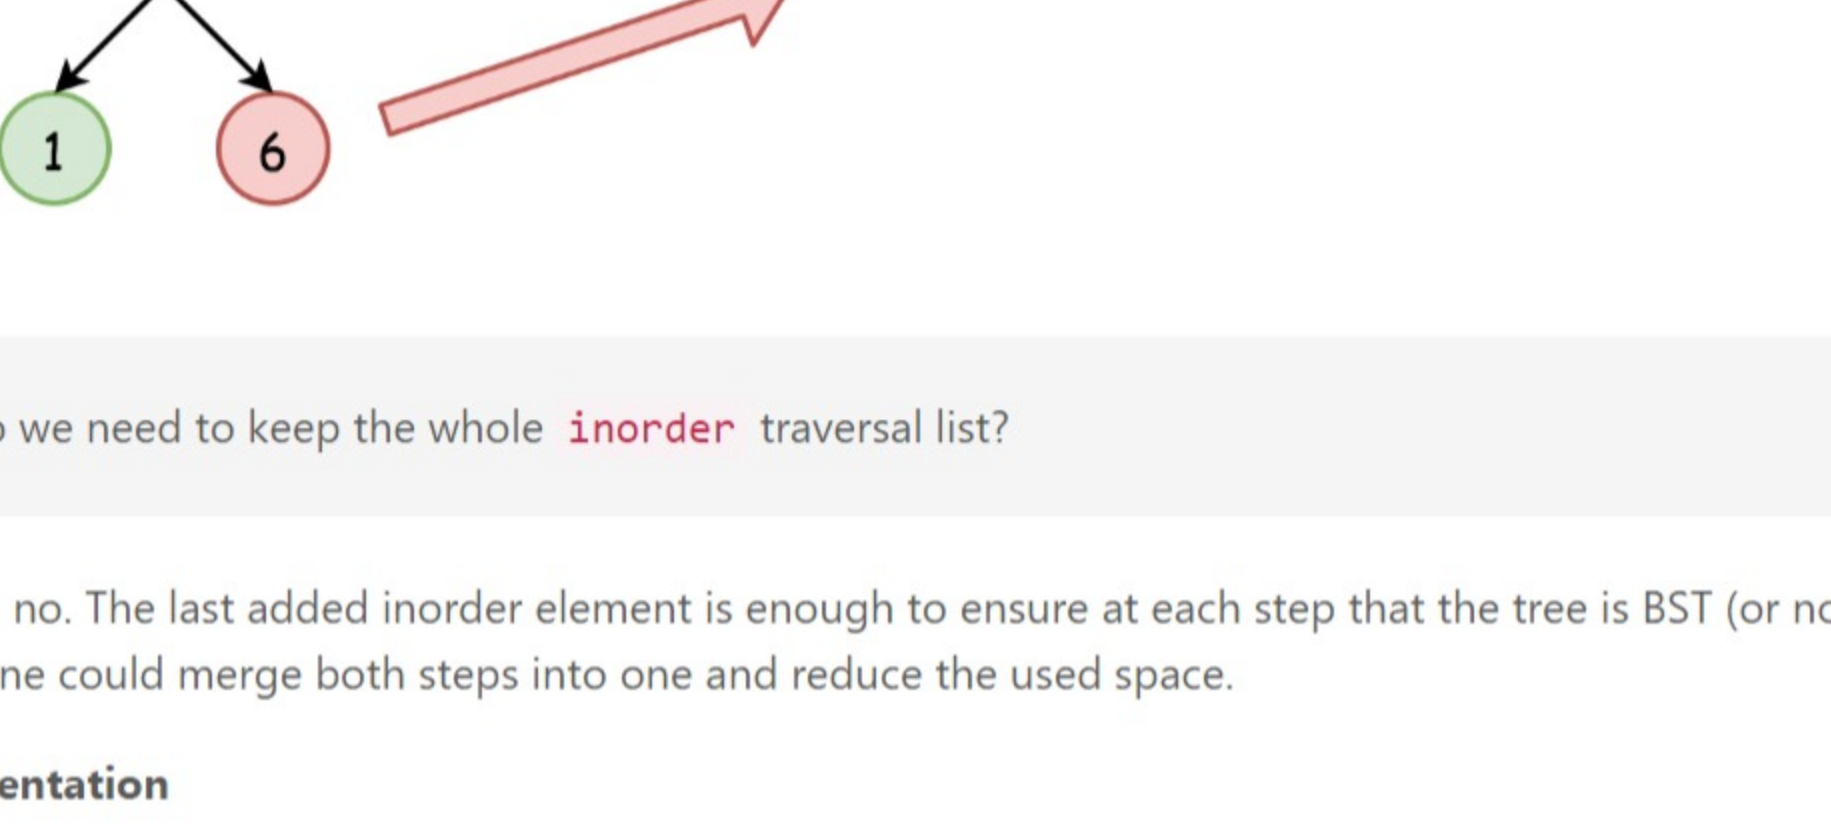 1 6
we need to keep the whole inorder traversal list?
no. The last added inorder element is enough to ensure at each step that the tree is BST (or
ne could merge both steps into one and reduce the used space.
entation